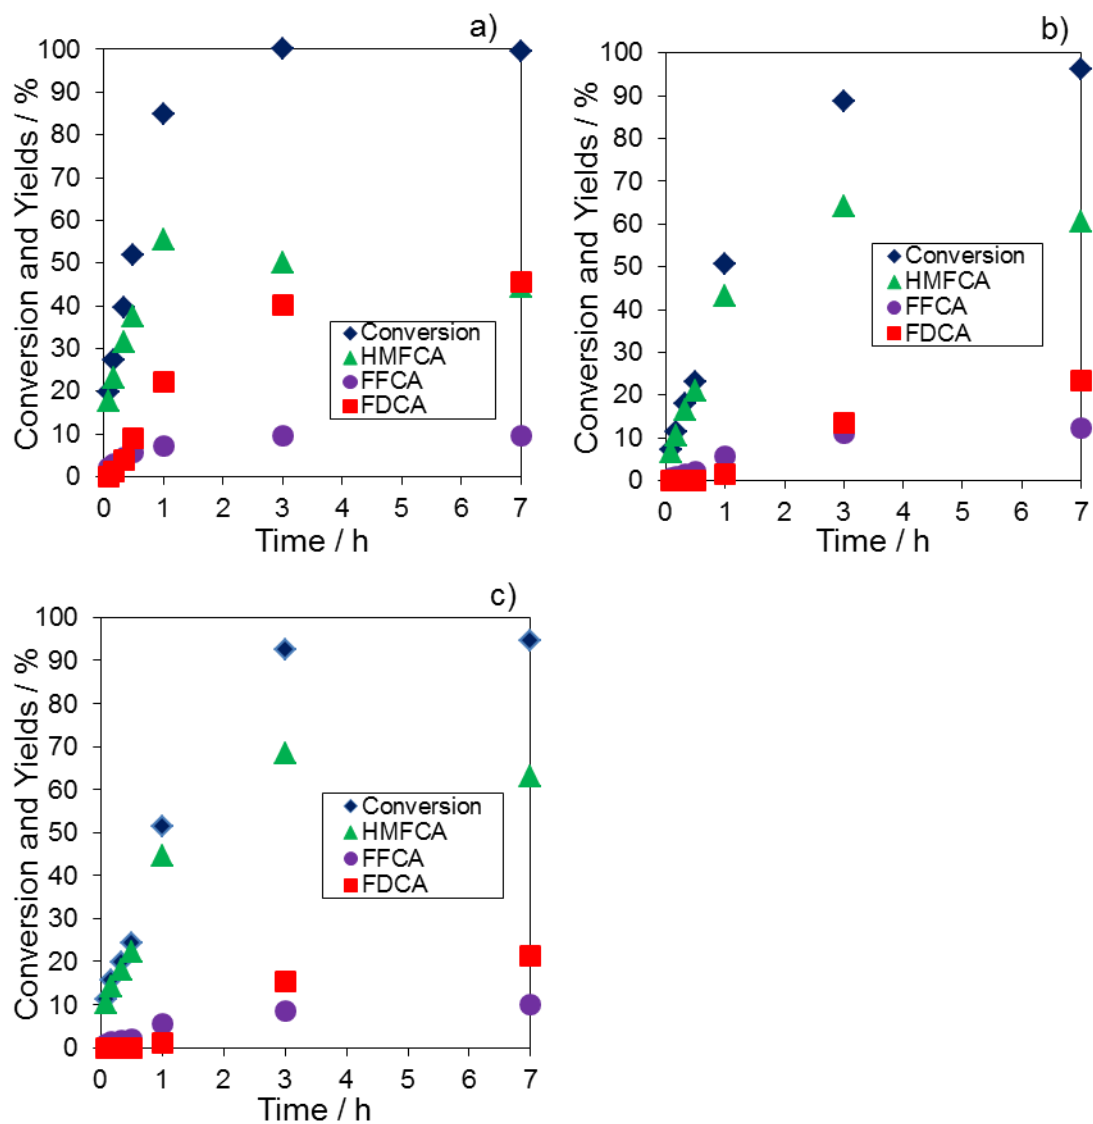 a)
Conversion and Yields / %
100
90
80
70
60
50
40
30
20
10
0
0 1 2 3 4 5 6 7
Time / h
Conversion
HMFCA
FFCA
FDCA
b)
Conversion and Yields / %
100
90
80
70
60
50
40
30
20
10
0
0 1 2 3 4 5 6 7
Time / h
Conversion
HMFCA
FFCA
FDCA
c)
Conversion and Yields / %
100
90
80
70
60
50
40
30
20
10
0
0 1 2 3 4 5 6 7
Time / h
Conversion
HMFCA
FFCA
FDCA